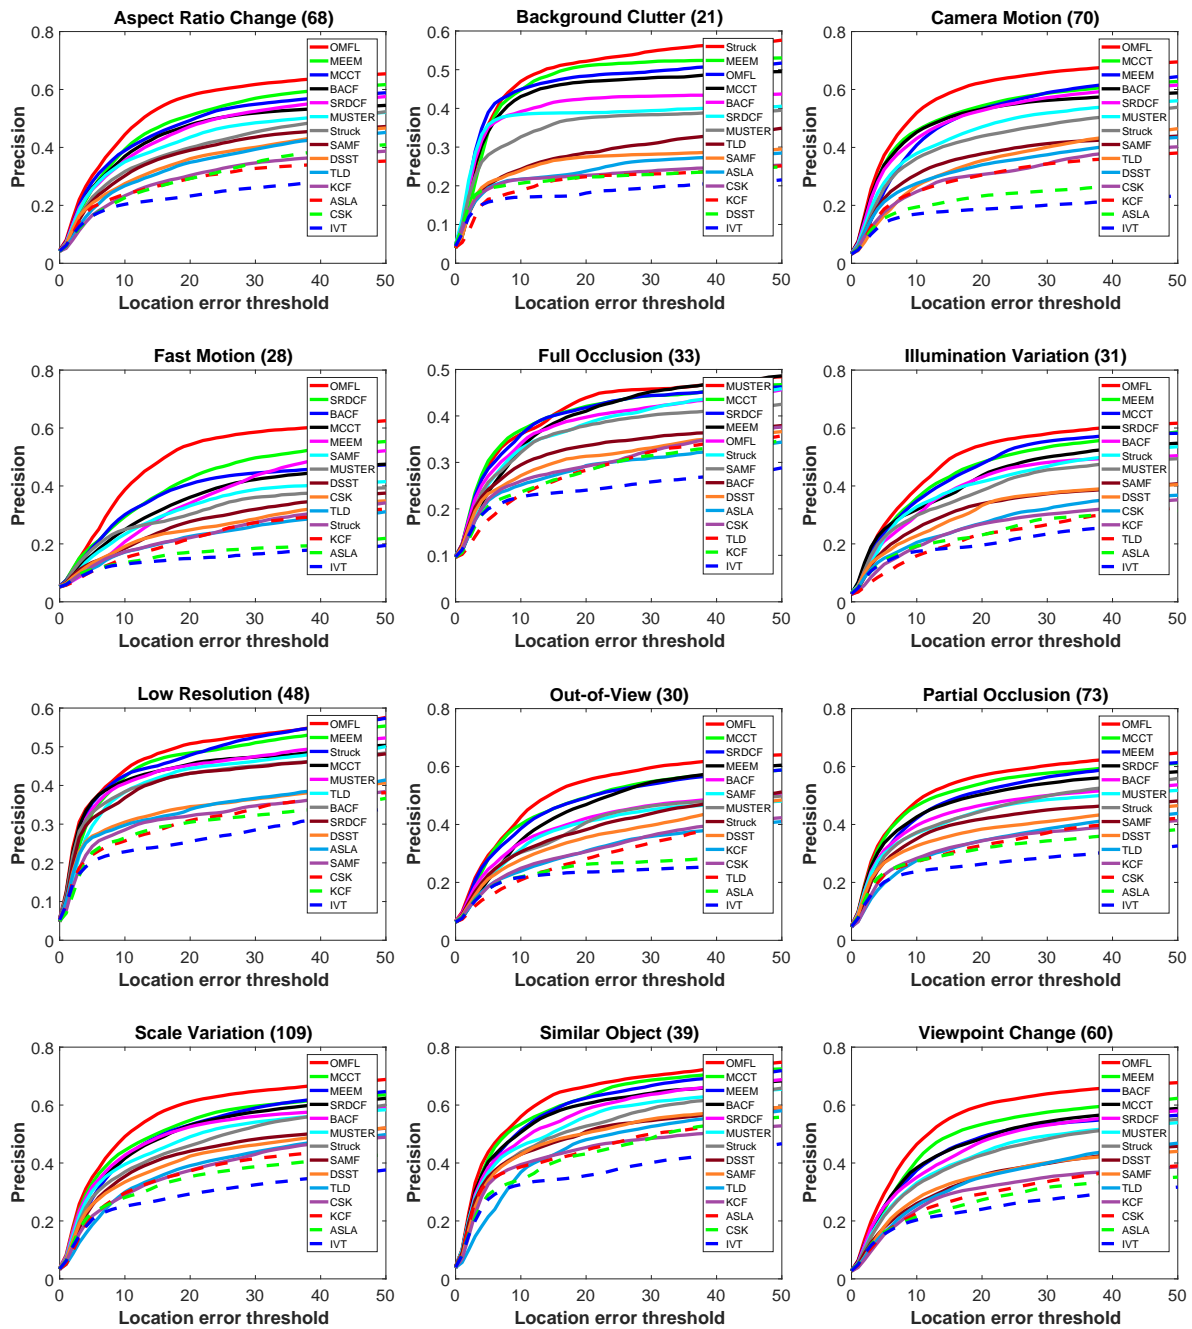 Aspect Ratio Change (68)
Precision
0.8
0.6
0.4
0.2
0
OMFL
MEEM
MCCT
BACF
SRDCF
MUSTER
Struck
SAMF
DSST
TLD
KCF
ASLA
CSK
IVT
0 10 20 30 40 50
Location error threshold
Background Clutter (21)
Precision
0.6
0.5
0.4
0.3
0.2
0.1
0
Struck
MEEM
OMFL
MCCT
BACF
SRDCF
MUSTER
TLD
SAMF
ASLA
CSK
KCF
DSST
IVT
0 10 20 30 40 50
Location error threshold
Camera Motion (70)
Precision
0.8
0.6
0.4
0.2
0
OMFL
MCCT
MEEM
BACF
SRDCF
MUSTER
Struck
SAMF
TLD
DSST
KCF
CSK
ASLA
IVT
0 10 20 30 40 50
Location error threshold
Fast Motion (28)
Precision
0.8
0.6
0.4
0.2
0
OMFL
SRDCF
BACF
MCCT
MEEM
SAMF
MUSTER
DSST
CSK
TLD
Struck
KCF
ASLA
IVT
0 10 20 30 40 50
Location error threshold
Full Occlusion (33)
Precision
0.5
0.4
0.3
0.2
0.1
0
MUSTER
MCCT
SRDCF
MEEM
OMFL
Struck
SAMF
BACF
DSST
ASLA
CSK
TLD
KCF
IVT
0 10 20 30 40 50
Location error threshold
Illumination Variation (31)
Precision
0.8
0.6
0.4
0.2
0
OMFL
MEEM
MCCT
SRDCF
BACF
Struck
MUSTER
SAMF
DSST
CSK
KCF
TLD
ASLA
IVT
0 10 20 30 40 50
Location error threshold
Low Resolution (48)
Precision
0.6
0.5
0.4
0.3
0.2
0.1
0
OMFL
MEEM
Struck
MCCT
MUSTER
TLD
BACF
SRDCF
DSST
ASLA
SAMF
CSK
KCF
IVT
0 10 20 30 40 50
Location error threshold
Out-of-View (30)
Precision
0.8
0.6
0.4
0.2
0
OMFL
MCCT
SRDCF
MEEM
BACF
SAMF
MUSTER
Struck
DSST
KCF
CSK
TLD
ASLA
IVT
0 10 20 30 40 50
Location error threshold
Partial Occlusion (73)
Precision
0.8
0.6
0.4
0.2
0
OMFL
MCCT
MEEM
SRDCF
BACF
MUSTER
Struck
SAMF
DSST
TLD
KCF
CSK
ASLA
IVT
0 10 20 30 40 50
Location error threshold
Scale Variation (109)
Precision
0.8
0.6
0.4
0.2
0
OMFL
MCCT
MEEM
SRDCF
BACF
MUSTER
Struck
SAMF
DSST
TLD
CSK
KCF
ASLA
IVT
0 10 20 30 40 50
Location error threshold
Similar Object (39)
Precision
0.8
0.6
0.4
0.2
0
OMFL
MCCT
MEEM
BACF
SRDCF
MUSTER
Struck
DSST
SAMF
TLD
KCF
ASLA
CSK
IVT
0 10 20 30 40 50
Location error threshold
Viewpoint Change (60)
Precision
0.8
0.6
0.4
0.2
0
OMFL
MEEM
BACF
MCCT
SRDCF
MUSTER
Struck
DSST
SAMF
TLD
KCF
CSK
ASLA
IVT
0 10 20 30 40 50
Location error threshold